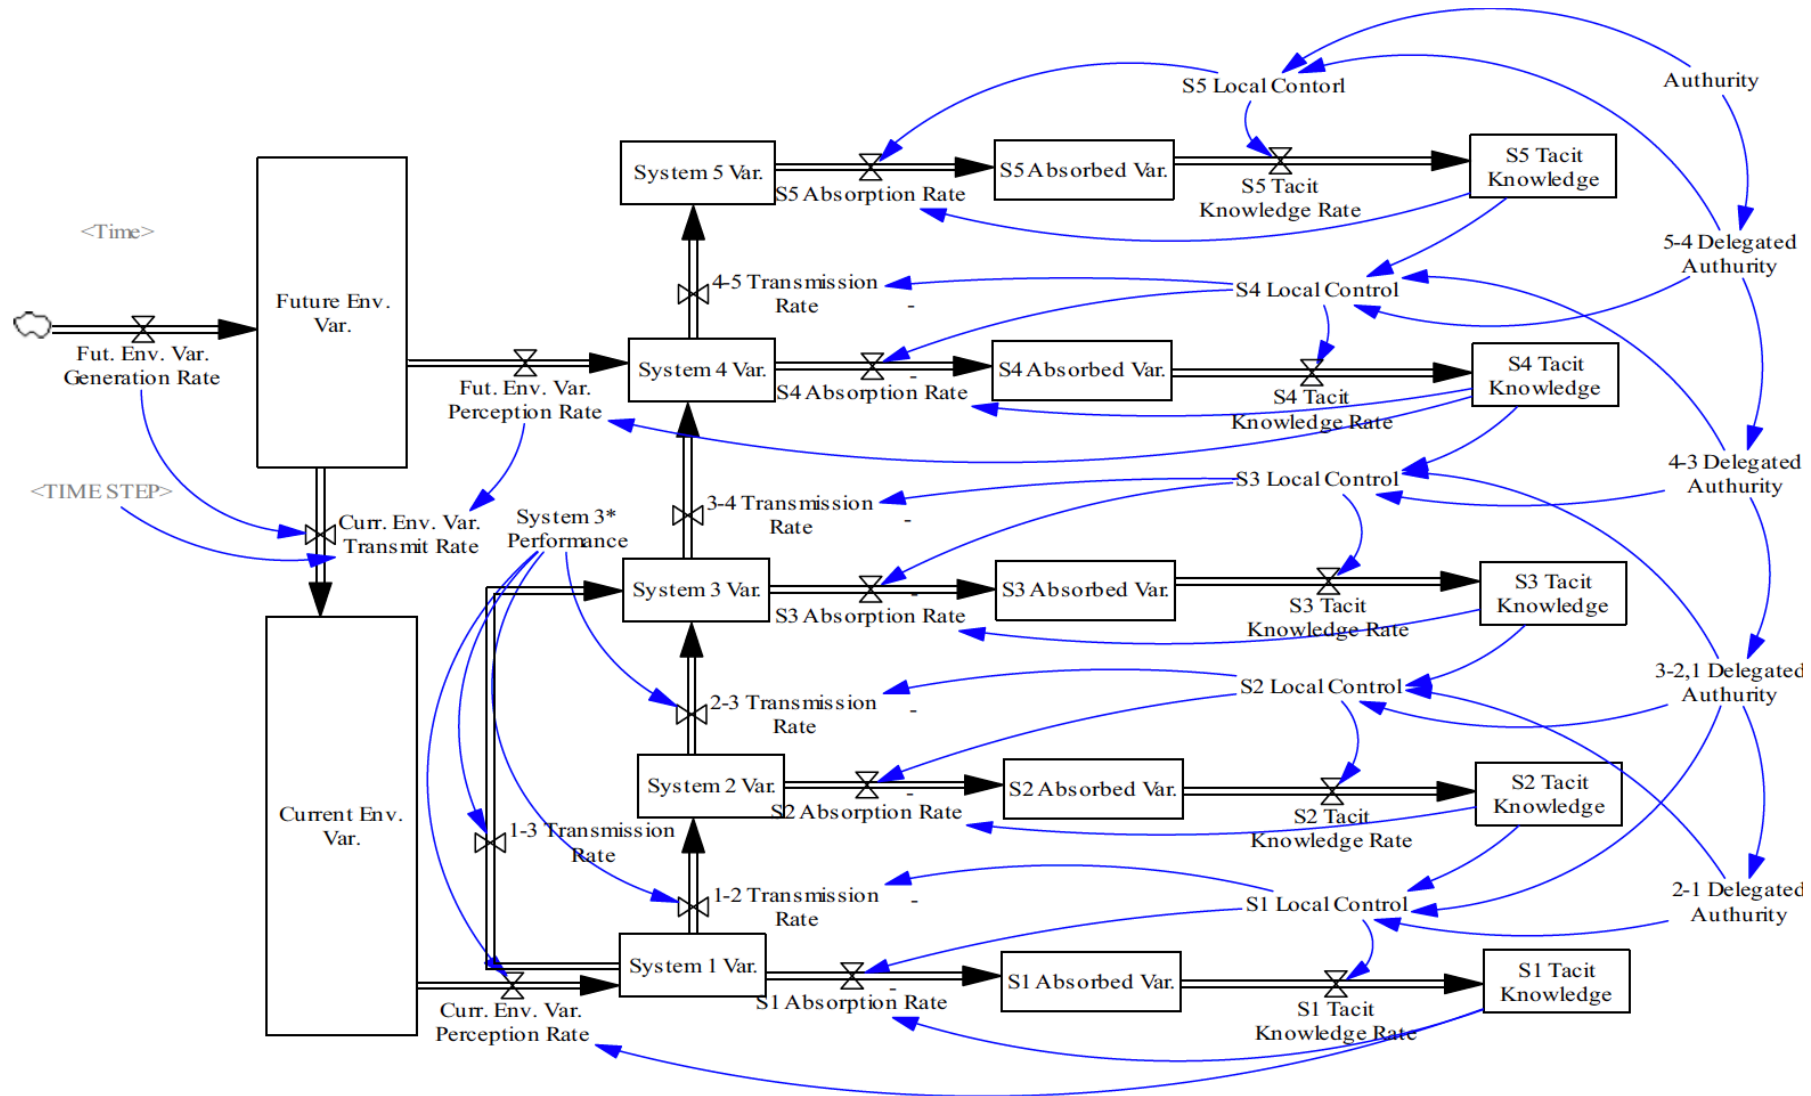 Authurity
S5 Local Contorl
System 5 Var.
S5 Absorption Rate
S5 Absorbed Var.
S5 Tacit
Knowledge Rate
S5 Tacit
Knowledge
<Time>
5-4 Delegated
Authurity
Future Env.
Var.
4-5 Transmission
Rate
-
S4 Local Control
Fut. Env. Var.
Generation Rate
Fut. Env. Var.
Perception Rate
System 4 Var.
-
S4 Absorption Rate
S4 Absorbed Var.
S4 Tacit
Knowledge Rate
S4 Tacit
Knowledge
4-3 Delegated
Authurity
<TIME STEP>
Curr. Env. Var.
Transmit Rate
System 3*
Performance
3-4 Transmission
Rate
-
S3 Local Control
System 3 Var.
-
S3 Absorption Rate
S3 Absorbed Var.
S3 Tacit
Knowledge Rate
S3 Tacit
Knowledge
3-2,1 Delegated
Authurity
2-3 Transmission
Rate
-
S2 Local Control
Current Env.
Var.
1-3 Transmission
Rate
System 2 Var.
-
S2 Absorption Rate
S2 Absorbed Var.
S2 Tacit
Knowledge Rate
S2 Tacit
Knowledge
2-1 Delegated
Authurity
1-2 Transmission
Rate
-
S1 Local Control
Curr. Env. Var.
Perception Rate
System 1 Var.
-
S1 Absorption Rate
S1 Absorbed Var.
S1 Tacit
Knowledge Rate
S1 Tacit
Knowledge